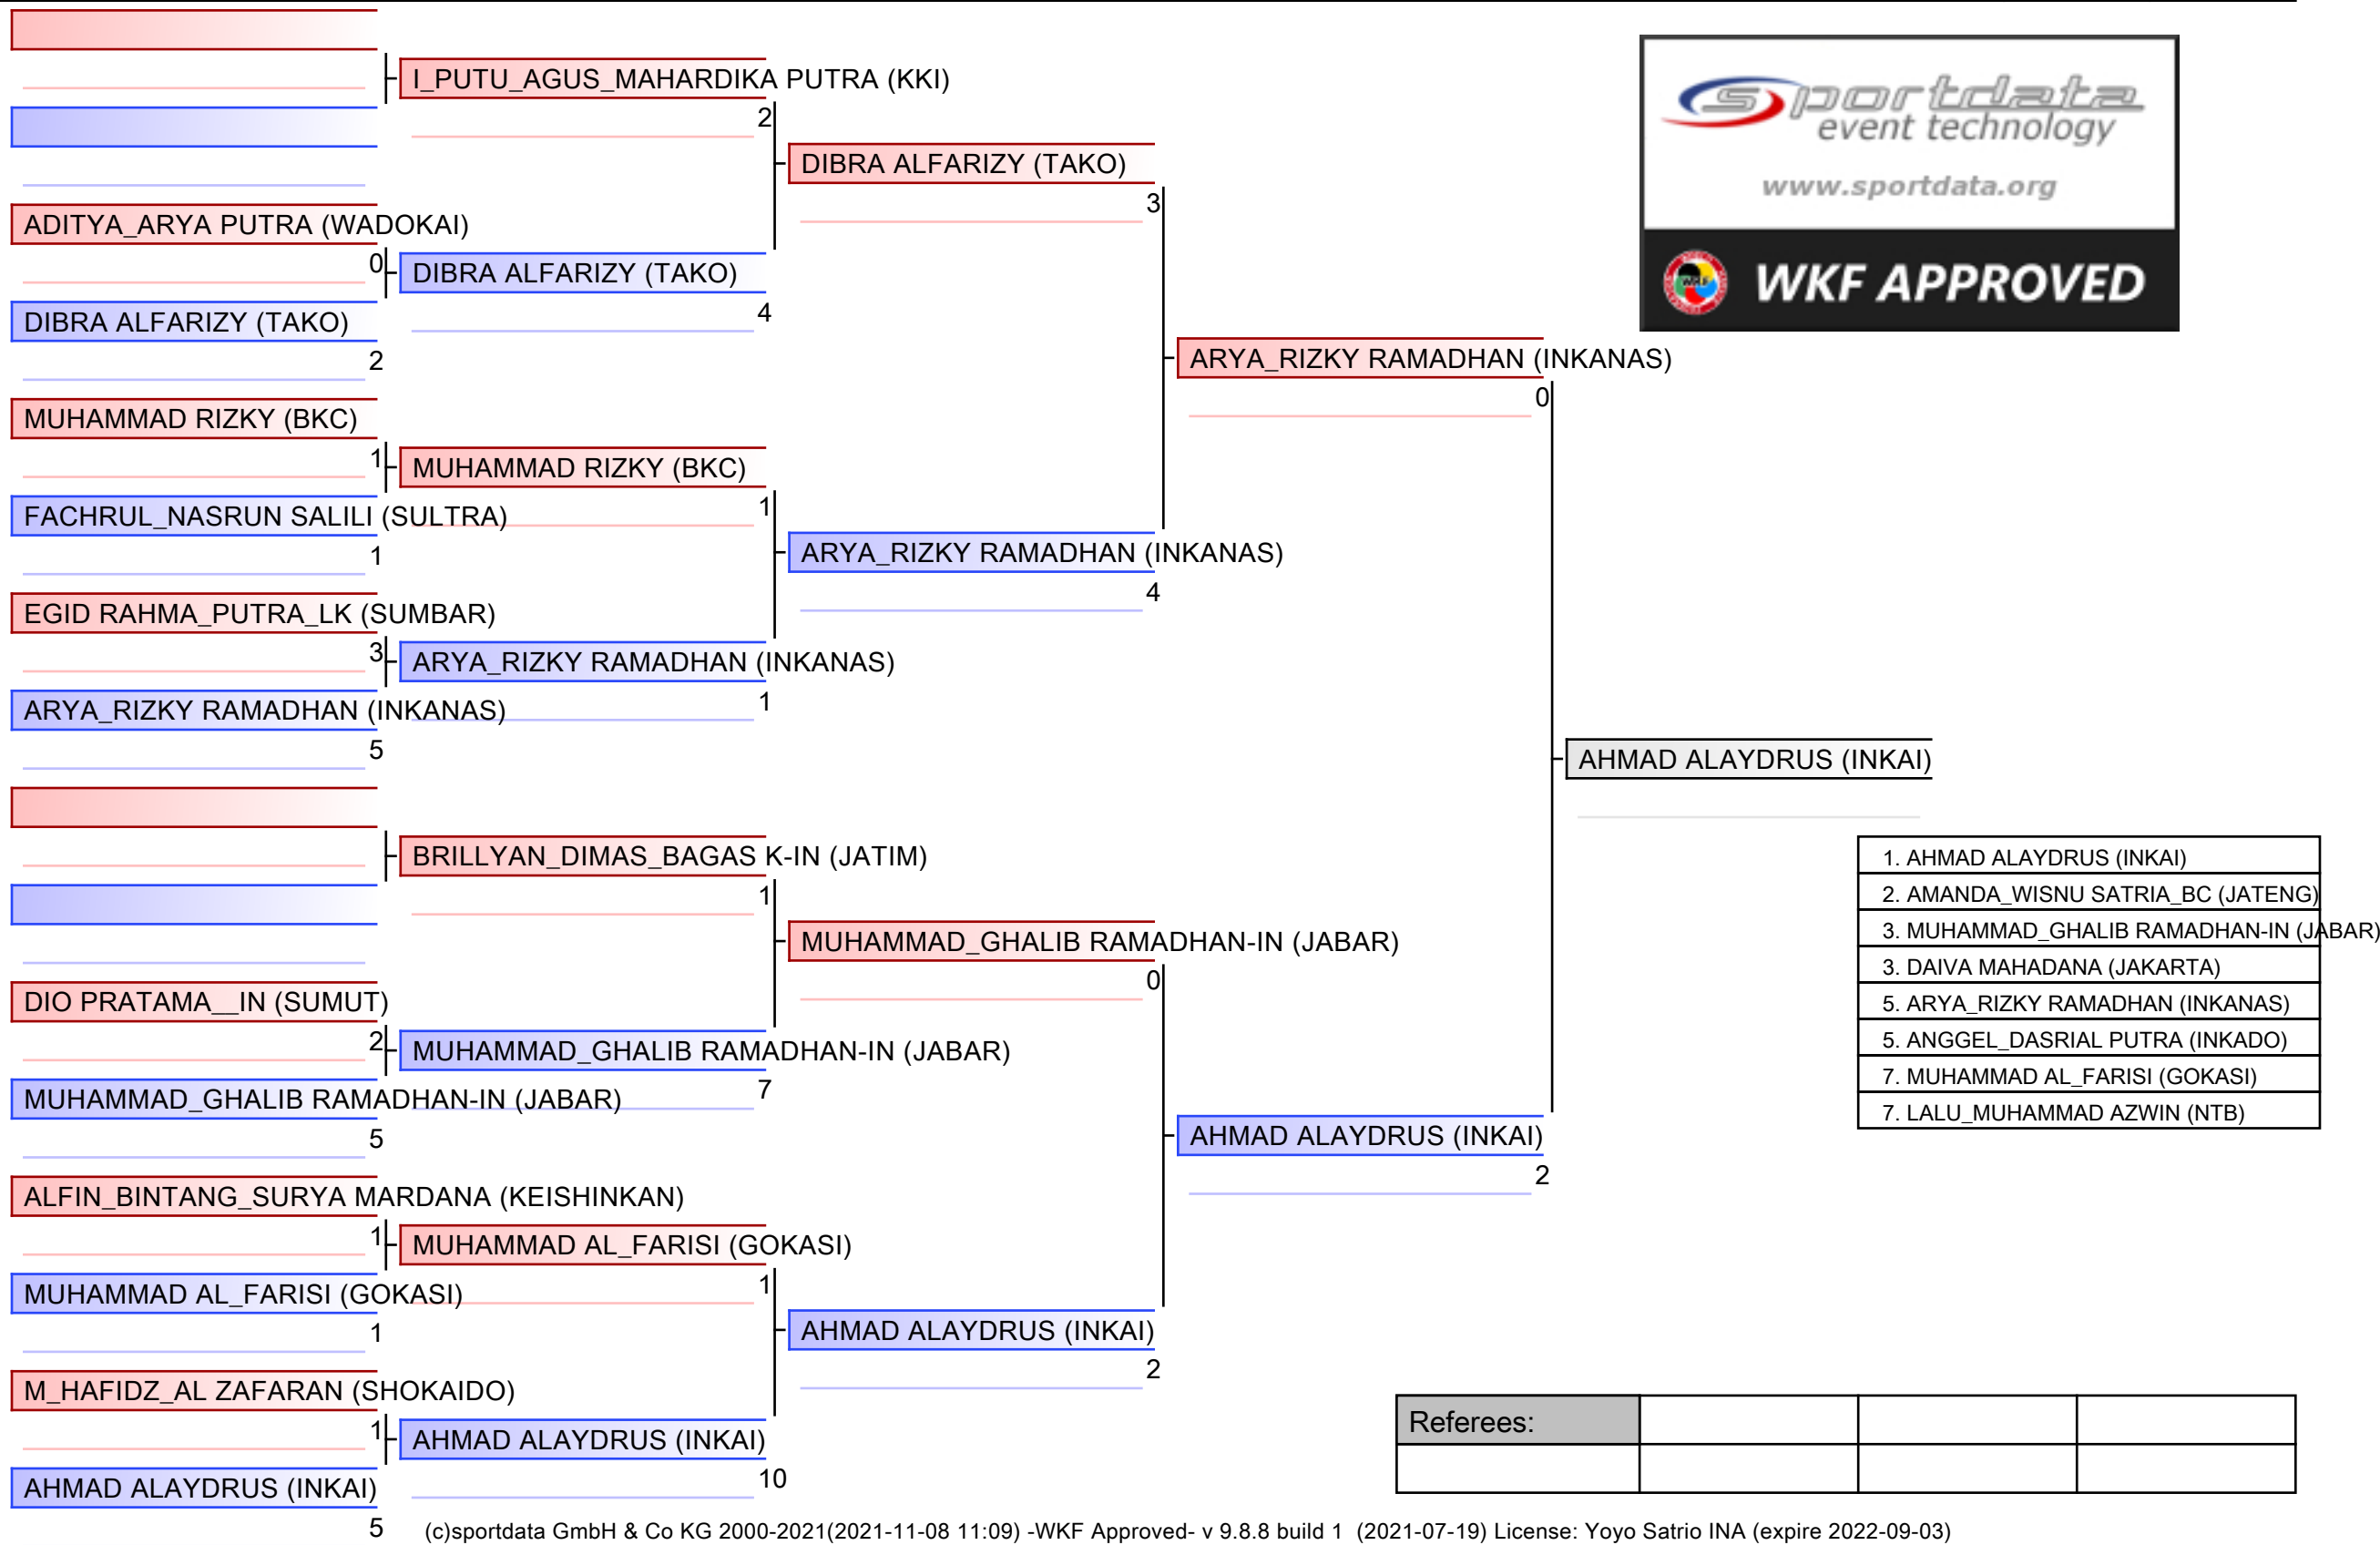 I_PUTU_AGUS_MAHARDIKA PUTRA (KKI)
2
ADITYA_ARYA PUTRA (WADOKAI)
0
DIBRA ALFARIZY (TAKO)
4
DIBRA ALFARIZY (TAKO)
2
DIBRA ALFARIZY (TAKO)
3
MUHAMMAD RIZKY (BKC)
1
MUHAMMAD RIZKY (BKC)
1
FACHRUL_NASRUN SALILI (SULTRA)
1
ARYA_RIZKY RAMADHAN (INKANAS)
4
EGID RAHMA_PUTRA_LK (SUMBAR)
3
ARYA_RIZKY RAMADHAN (INKANAS)
1
ARYA_RIZKY RAMADHAN (INKANAS)
5
ARYA_RIZKY RAMADHAN (INKANAS)
0
BRILLYAN_DIMAS_BAGAS K-IN (JATIM)
1
MUHAMMAD_GHALIB RAMADHAN-IN (JABAR)
0
DIO PRATAMA__IN (SUMUT)
2
MUHAMMAD_GHALIB RAMADHAN-IN (JABAR)
7
MUHAMMAD_GHALIB RAMADHAN-IN (JABAR)
5
ALFIN_BINTANG_SURYA MARDANA (KEISHINKAN)
1
MUHAMMAD AL_FARISI (GOKASI)
1
MUHAMMAD AL_FARISI (GOKASI)
1
AHMAD ALAYDRUS (INKAI)
2
M_HAFIDZ_AL ZAFARAN (SHOKAIDO)
1
AHMAD ALAYDRUS (INKAI)
10
AHMAD ALAYDRUS (INKAI)
5
AHMAD ALAYDRUS (INKAI)
2
AHMAD ALAYDRUS (INKAI)
sportdata
event technology
www.sportdata.org
WKF
WKF APPROVED
1. AHMAD ALAYDRUS (INKAI)
2. AMANDA_WISNU SATRIA_BC (JATENG)
3. MUHAMMAD_GHALIB RAMADHAN-IN (JABAR)
3. DAIVA MAHADANA (JAKARTA)
5. ARYA_RIZKY RAMADHAN (INKANAS)
5. ANGGEL_DASRIAL PUTRA (INKADO)
7. MUHAMMAD AL_FARISI (GOKASI)
7. LALU_MUHAMMAD AZWIN (NTB)
Referees:
(c)sportdata GmbH & Co KG 2000-2021(2021-11-08 11:09) -WKF Approved- v 9.8.8 build 1 (2021-07-19) License: Yoyo Satrio INA (expire 2022-09-03)